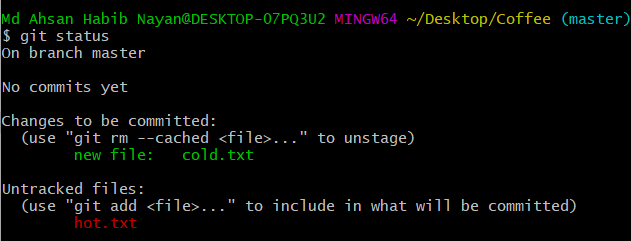 Md Ahsan Habib Nayan@DESKTOP-O7PQ3U2 MINGW64 ~/Desktop/Coffee (master)
$ git status
On branch master

No commits yet

Changes to be committed:
  (use "git rm --cached <file>..." to unstage)
        new file:   cold.txt

Untracked files:
  (use "git add <file>..." to include in what will be committed)
        hot.txt